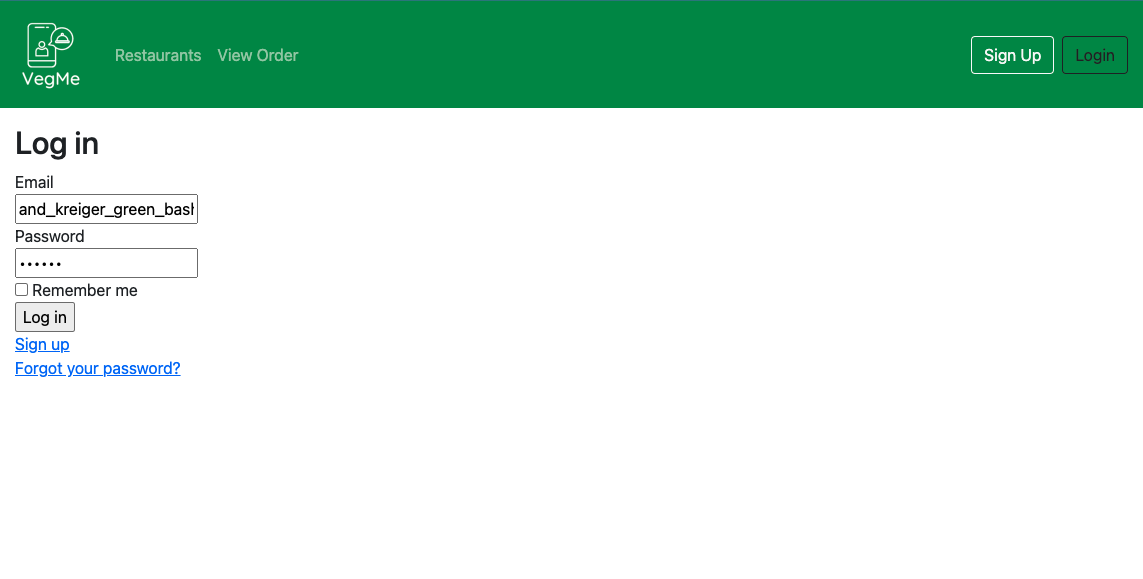 VegMe
Restaurants View Order
Sign Up Login
Log in
Email
and_kreiger_green_bash
Password
••••••
Remember me
Log in
Sign up
Forgot your password?